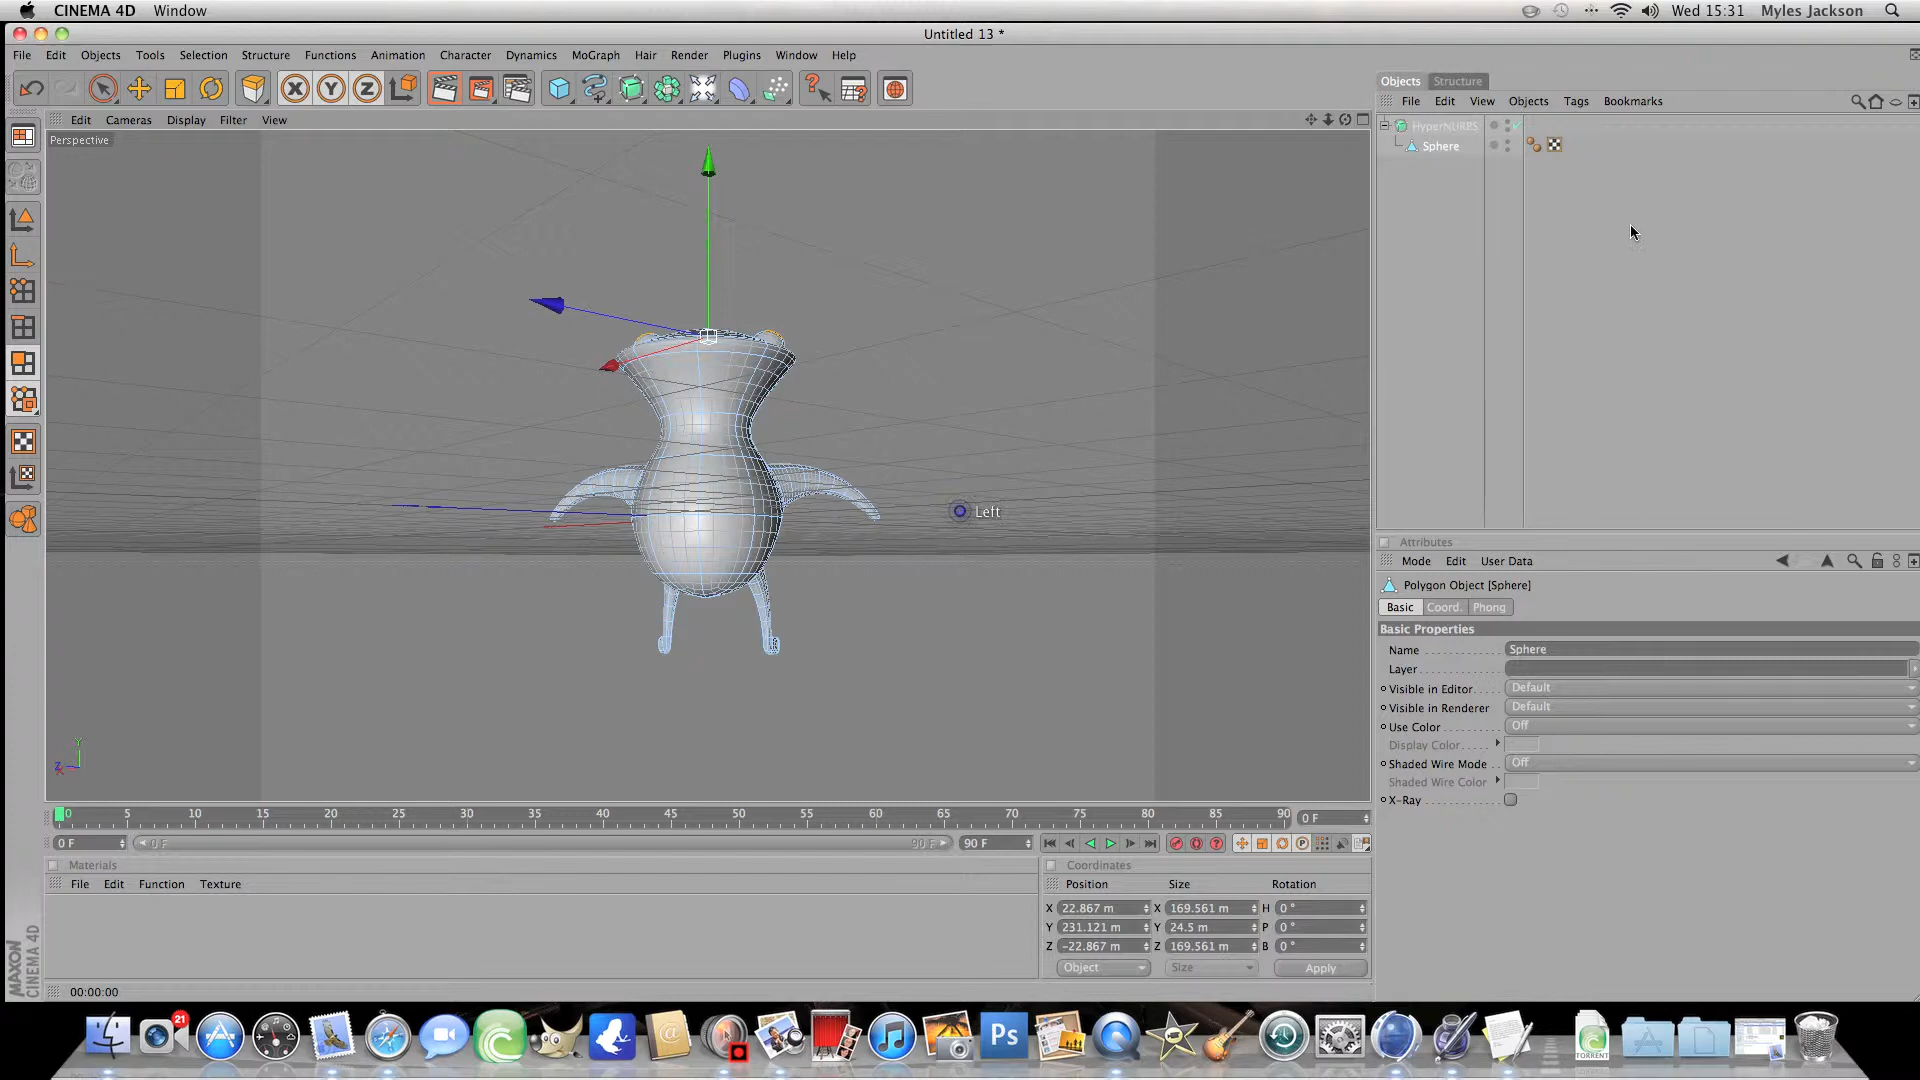 CINEMA 4D Window Wed 15:31 Myles Jackson
Untitled 13 *
File Edit Objects Tools Selection Structure Functions Animation Character Dynamics MoGraph Hair Render Plugins Window Help
Objects Structure
File Edit View Objects Tags Bookmarks
Edit Cameras Display Filter View
HyperNURBS
Perspective
Sphere
X Y Z
Left
Attributes
Mode Edit User Data
Polygon Object [Sphere]
Basic Coord. Phong
Basic Properties
Name Sphere
Layer
Visible in Editor Default
Visible in Renderer Default
Use Color Off
Display Color
Shaded Wire Mode Off
Shaded Wire Color
X-Ray
Y
Z
0 5 10 15 20 25 30 35 40 45 50 55 60 65 70 75 80 85 90 0 F
0 F 0 F 90 F 90 F
Materials
File Edit Function Texture
Coordinates
Position Size Rotation
X 22.867 m X 169.561 m H 0 °
Y 231.121 m Y 24.5 m P 0 °
Z -22.867 m Z 169.561 m B 0 °
Object Size Apply
MAXON
CINEMA 4D
00:00:00
21
Ps
TORRENT